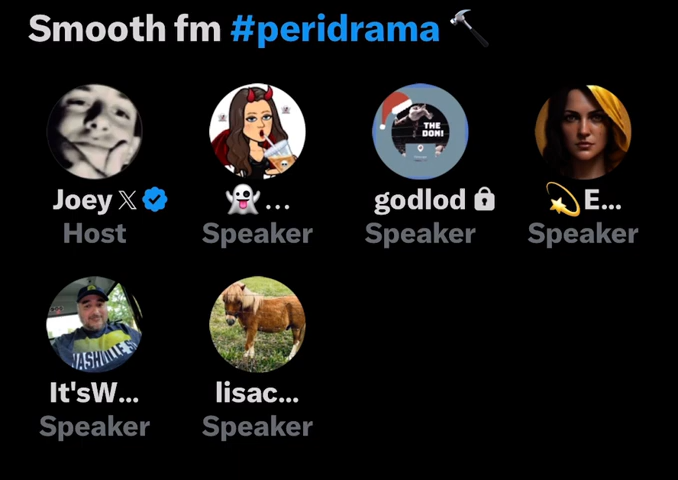 Smooth fm #peridrama 🔨
THE
DON!
Joey 𝕏
👻...
godlod 🔒
💫 E...
Host
Speaker
Speaker
Speaker
NASHVILLE S
It'sW...
lisac...
Speaker
Speaker